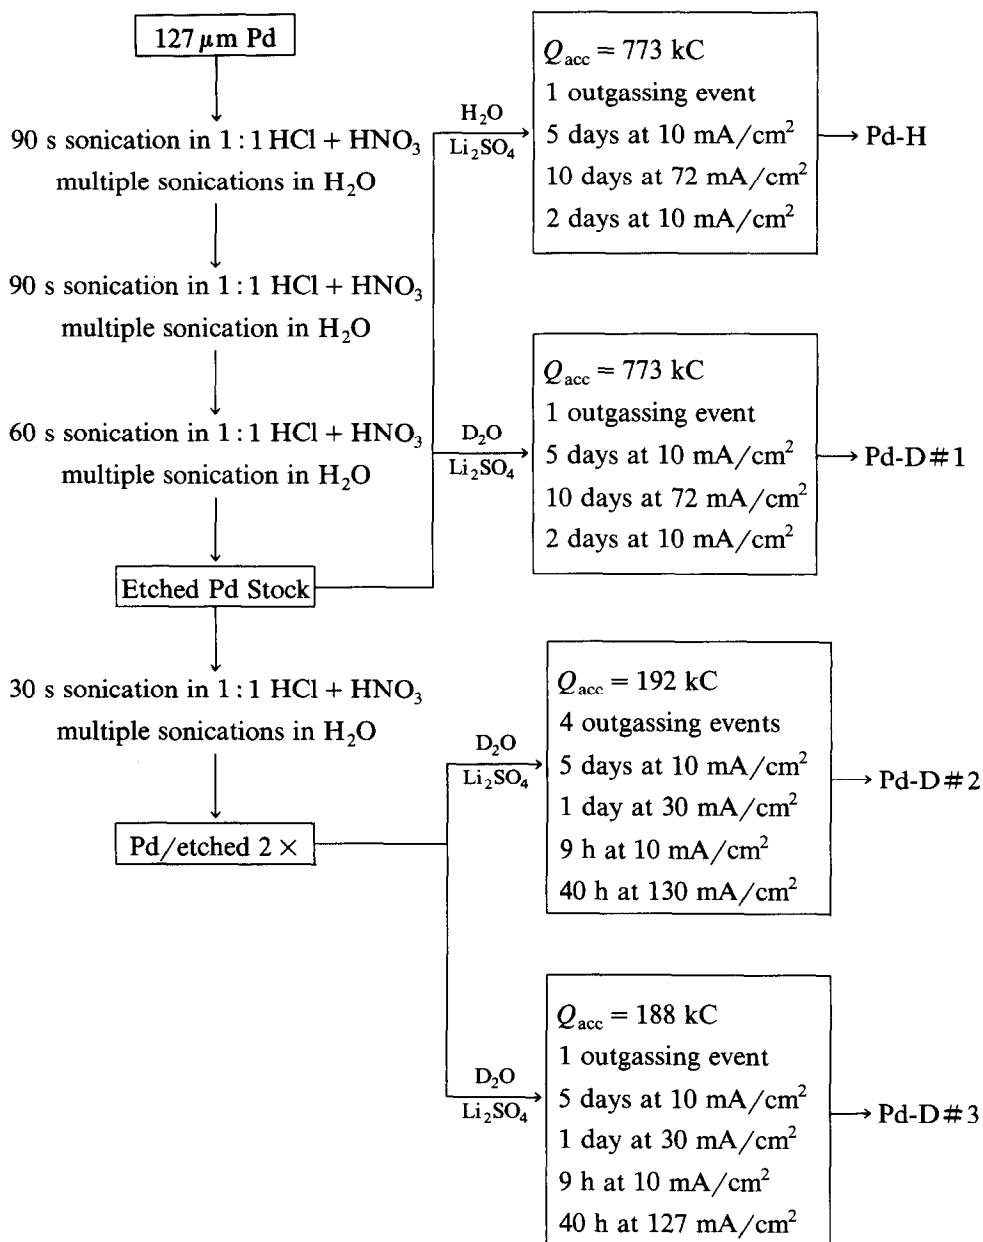 127 μm Pd
90 s sonication in 1 : 1 HCl + HNO₃
multiple sonications in H₂O
90 s sonication in 1 : 1 HCl + HNO₃
multiple sonication in H₂O
60 s sonication in 1 : 1 HCl + HNO₃
multiple sonication in H₂O
Etched Pd Stock
30 s sonication in 1 : 1 HCl + HNO₃
multiple sonications in H₂O
Pd/etched 2 ×
H₂O
Li₂SO₄
Q_acc = 773 kC
1 outgassing event
5 days at 10 mA/cm²
10 days at 72 mA/cm²
2 days at 10 mA/cm²
Pd-H
D₂O
Li₂SO₄
Q_acc = 773 kC
1 outgassing event
5 days at 10 mA/cm²
10 days at 72 mA/cm²
2 days at 10 mA/cm²
Pd-D#1
D₂O
Li₂SO₄
Q_acc = 192 kC
4 outgassing events
5 days at 10 mA/cm²
1 day at 30 mA/cm²
9 h at 10 mA/cm²
40 h at 130 mA/cm²
Pd-D#2
D₂O
Li₂SO₄
Q_acc = 188 kC
1 outgassing event
5 days at 10 mA/cm²
1 day at 30 mA/cm²
9 h at 10 mA/cm²
40 h at 127 mA/cm²
Pd-D#3